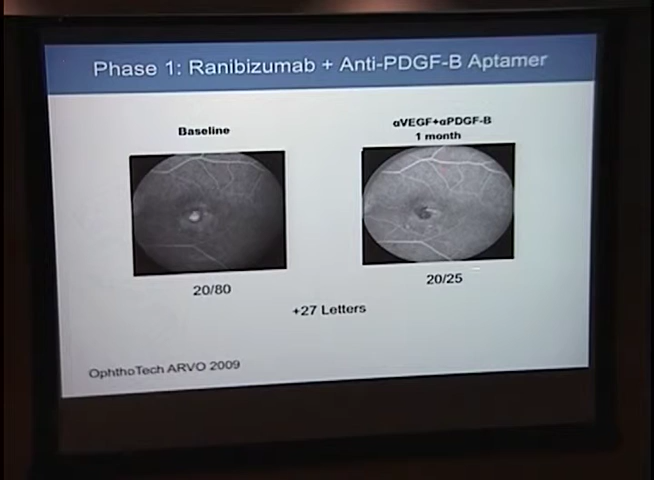 Phase 1: Ranibizumab + Anti-PDGF-B Aptamer
Baseline
αVEGF+αPDGF-B
1 month
20/80
20/25
+27 Letters
OphthoTech ARVO 2009